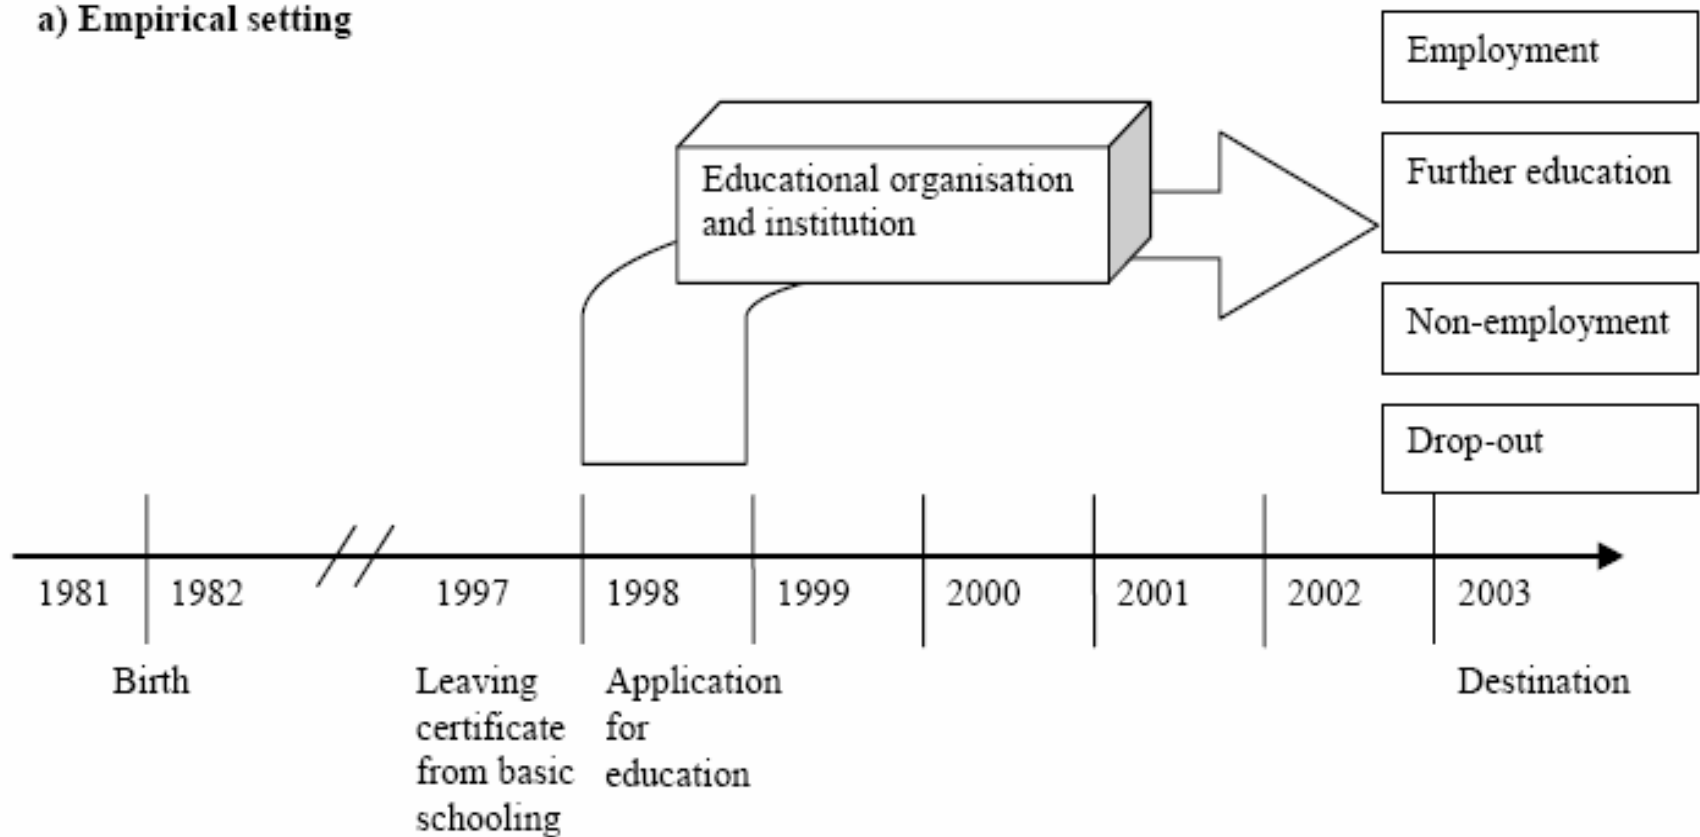 a) Empirical setting
Employment
Educational organisation
and institution
Further education
Non-employment
Drop-out
1981 1982 1997 1998 1999 2000 2001 2002 2003
Birth
Leaving
certificate
from basic
schooling
Application
for
education
Destination